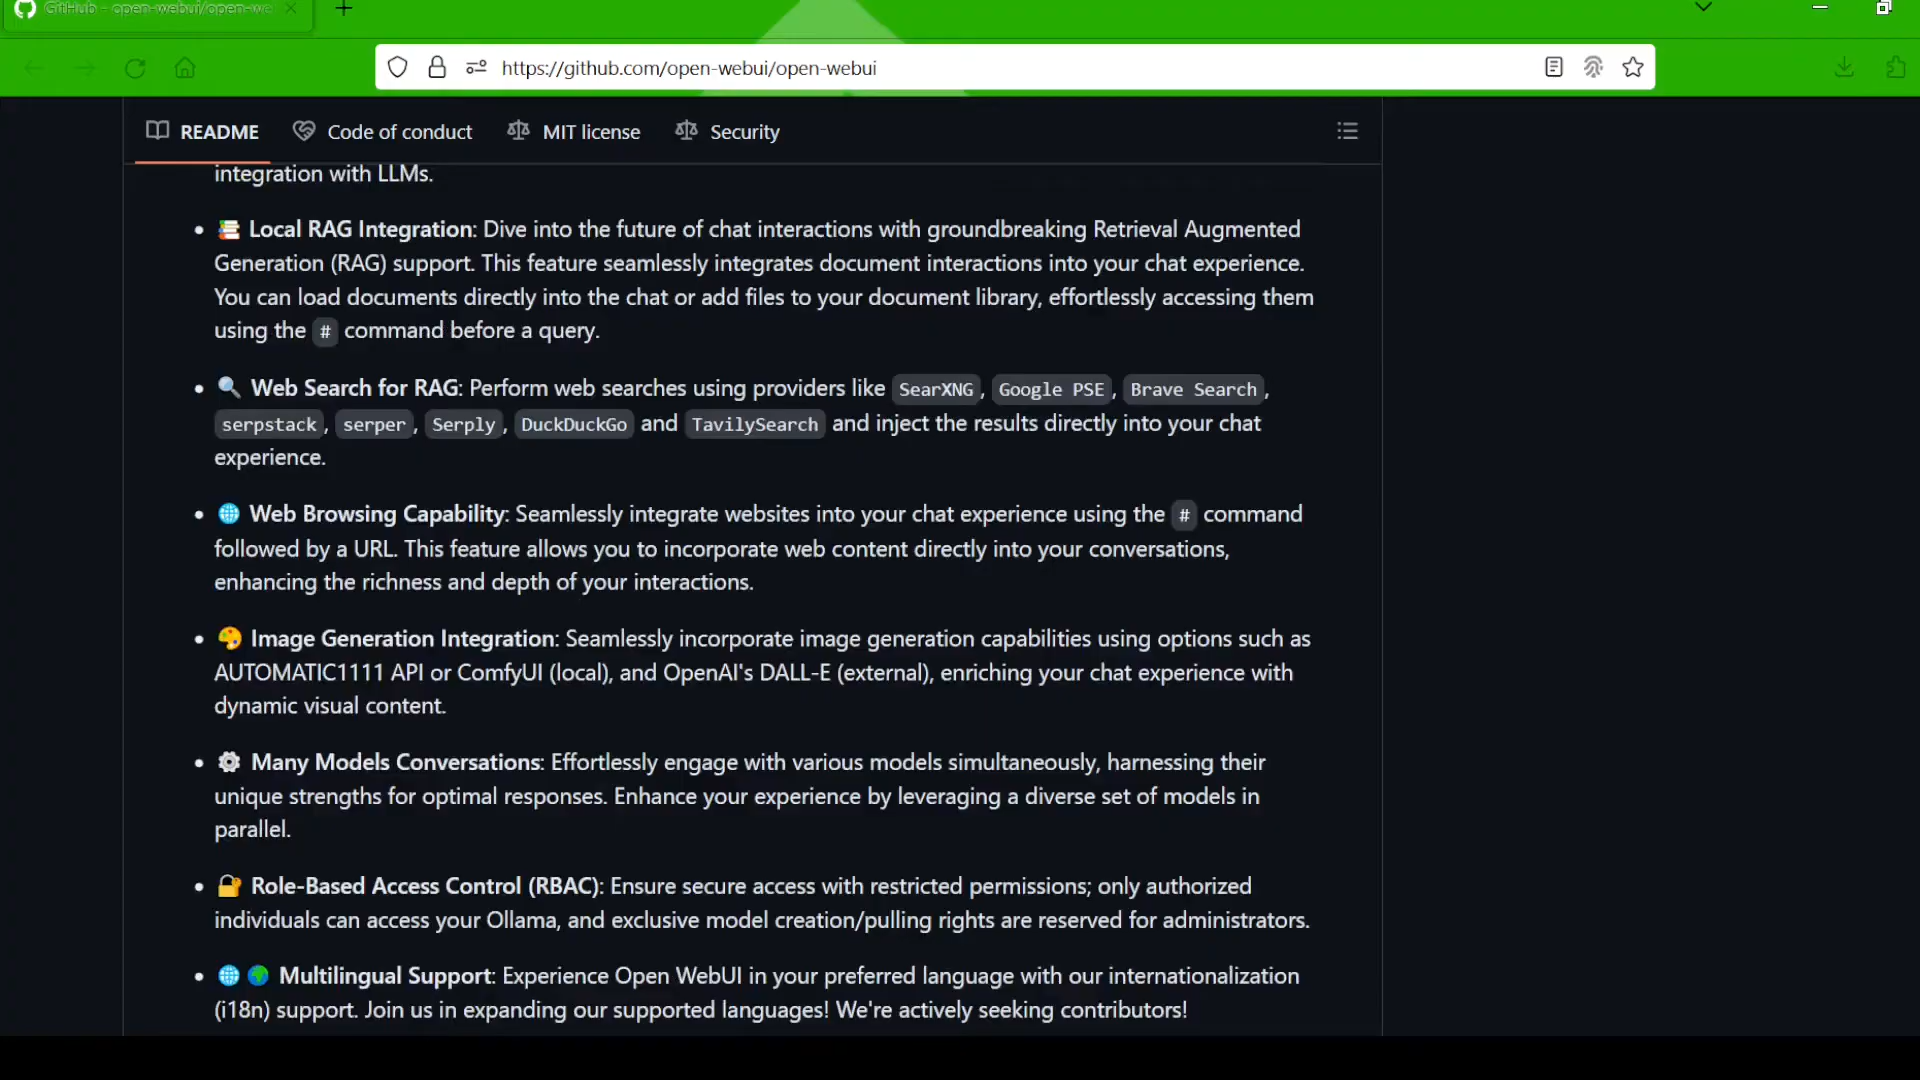 GitHub - open-webui/open-we
https://github.com/open-webui/open-webui
README Code of conduct MIT license Security
integration with LLMs.
Local RAG Integration: Dive into the future of chat interactions with groundbreaking Retrieval Augmented
Generation (RAG) support. This feature seamlessly integrates document interactions into your chat experience.
You can load documents directly into the chat or add files to your document library, effortlessly accessing them
using the # command before a query.
Web Search for RAG: Perform web searches using providers like SearXNG, Google PSE, Brave Search,
serpstack, serper, Serply, DuckDuckGo and TavilySearch and inject the results directly into your chat
experience.
Web Browsing Capability: Seamlessly integrate websites into your chat experience using the # command
followed by a URL. This feature allows you to incorporate web content directly into your conversations,
enhancing the richness and depth of your interactions.
Image Generation Integration: Seamlessly incorporate image generation capabilities using options such as
AUTOMATIC1111 API or ComfyUI (local), and OpenAI's DALL-E (external), enriching your chat experience with
dynamic visual content.
Many Models Conversations: Effortlessly engage with various models simultaneously, harnessing their
unique strengths for optimal responses. Enhance your experience by leveraging a diverse set of models in
parallel.
Role-Based Access Control (RBAC): Ensure secure access with restricted permissions; only authorized
individuals can access your Ollama, and exclusive model creation/pulling rights are reserved for administrators.
Multilingual Support: Experience Open WebUI in your preferred language with our internationalization
(i18n) support. Join us in expanding our supported languages! We're actively seeking contributors!